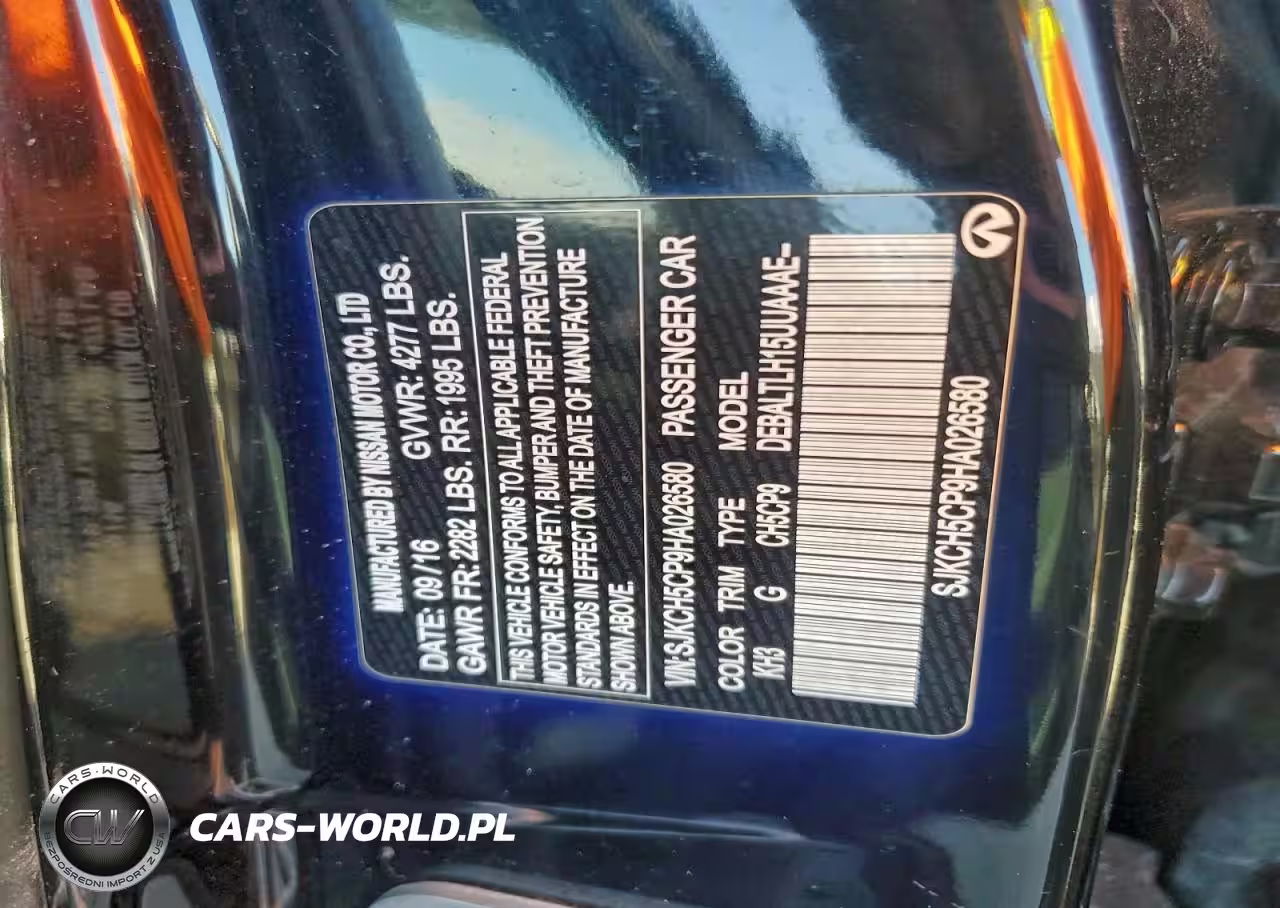 MANUFACTURED BY NISSAN MOTOR CO., LTD
DATE: 09/16 GVWR: 4277 LBS.
GAWR FR: 2282 LBS. RR: 1995 LBS.
THIS VEHICLE CONFORMS TO ALL APPLICABLE FEDERAL
MOTOR VEHICLE SAFETY, BUMPER AND THEFT PREVENTION
STANDARDS IN EFFECT ON THE DATE OF MANUFACTURE
SHOWN ABOVE.
VIN: SJKCH5CP9HA026580 PASSENGER CAR
COLOR TRIM TYPE MODEL
KH3 G CH5CP9 DEBALTLH15UUAAAE--
SJKCH5CP9HA026580
CARS-WORLD
CW
BEZPOŚREDNI IMPORT Z USA
CARS-WORLD.PL